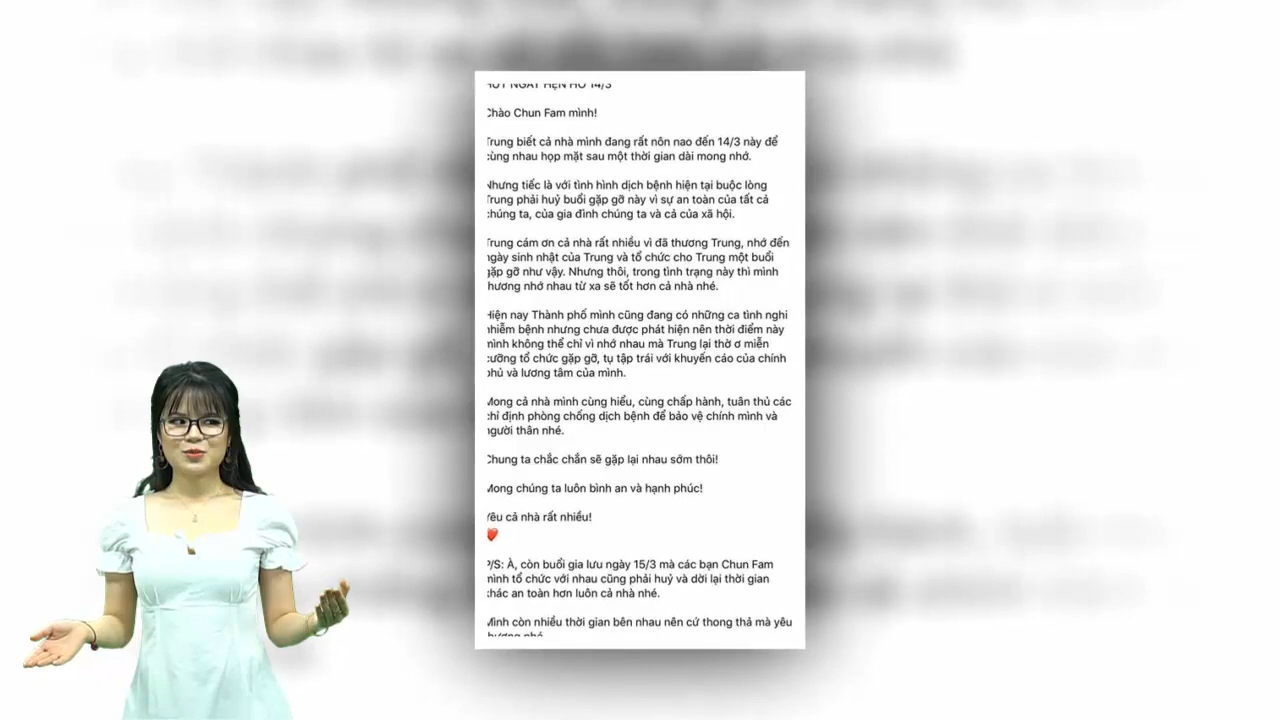 HÚT NGÀY HẸN HÒ 14/3
Chào Chun Fam mình!
Trung biết cả nhà mình đang rất nôn nao đến 14/3 này để
cùng nhau họp mặt sau một thời gian dài mong nhớ.
Nhưng tiếc là với tình hình dịch bệnh hiện tại buộc lòng
Trung phải huỷ buổi gặp gỡ này vì sự an toàn của tất cả
chúng ta, của gia đình chúng ta và cả của xã hội.
Trung cám ơn cả nhà rất nhiều vì đã thương Trung, nhớ đến
ngày sinh nhật của Trung và tổ chức cho Trung một buổi
gặp gỡ như vậy. Nhưng thôi, trong tình trạng này thì mình
thương nhớ nhau từ xa sẽ tốt hơn cả nhà nhé.
Hiện nay Thành phố mình cũng đang có những ca tình nghi
nhiễm bệnh nhưng chưa được phát hiện nên thời điểm này
mình không thể chỉ vì nhớ nhau mà Trung lại thờ ơ miễn
cưỡng tổ chức gặp gỡ, tụ tập trái với khuyến cáo của chính
phủ và lương tâm của mình.
Mong cả nhà mình cùng hiểu, cùng chấp hành, tuân thủ các
chỉ định phòng chống dịch bệnh để bảo vệ chính mình và
người thân nhé.
Chung ta chắc chắn sẽ gặp lại nhau sớm thôi!
Mong chúng ta luôn bình an và hạnh phúc!
Yêu cả nhà rất nhiều!
❤️
P/S: À, còn buổi gia lưu ngày 15/3 mà các bạn Chun Fam
mình tổ chức với nhau cũng phải huỷ và dời lại thời gian
khác an toàn hơn luôn cả nhà nhé.
Mình còn nhiều thời gian bên nhau nên cứ thong thả mà yêu
thương nhé